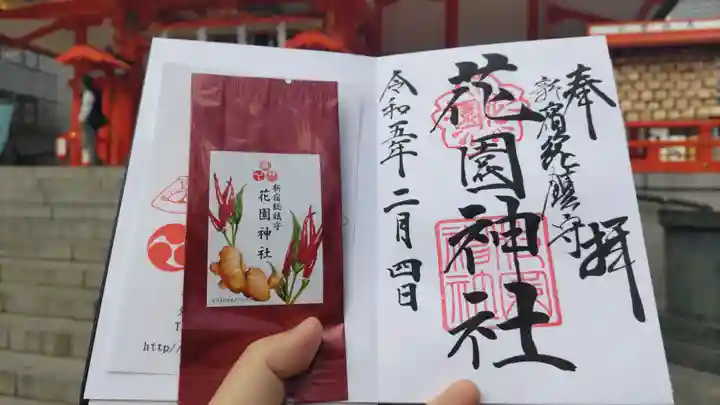 奉拝
新宿総鎮守
花園神社
令和五年二月四日
新宿総鎮守
花園神社
http/